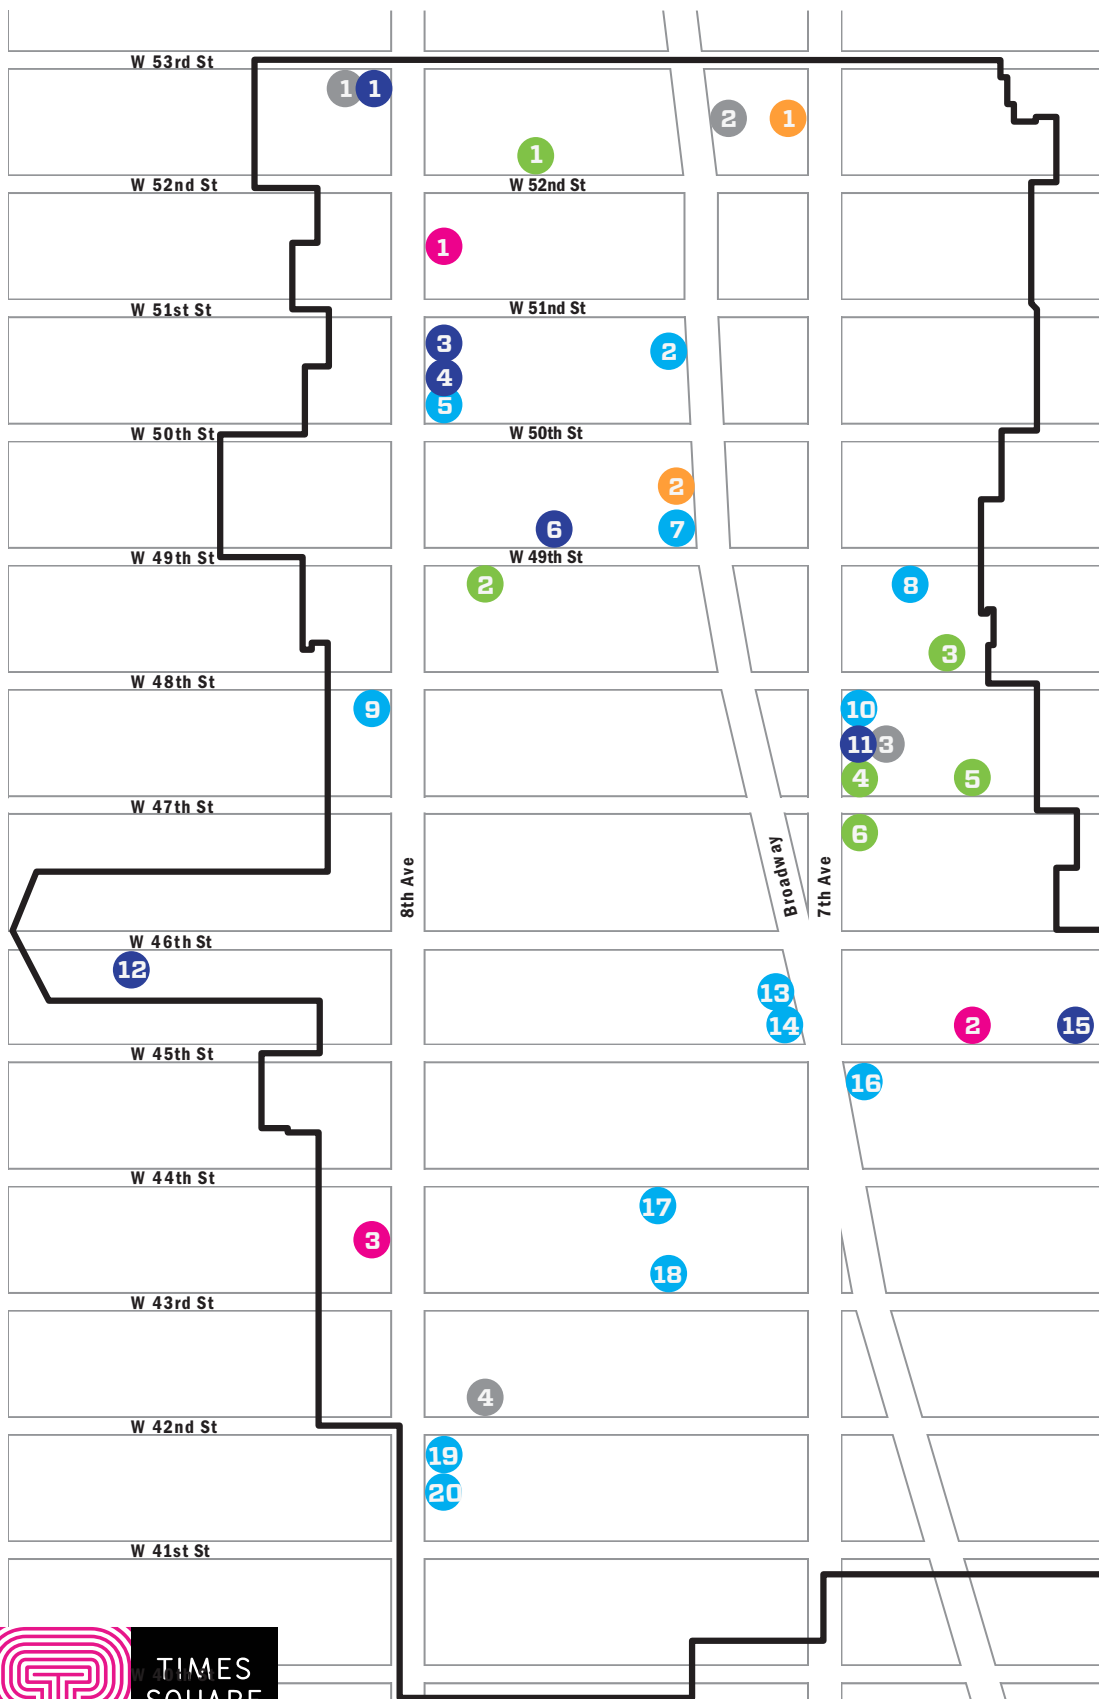 W 53rd St
1 1
2 1
1
W 52nd St W 52nd St
1
W 51st St W 51nd St
3 2
4
5
W 50th St W 50th St
2
6 7
W 49th St W 49th St
2 8
3
W 48th St
9 10
11 3
4 5
W 47th St
6
8th Ave Broadway 7th Ave
W 46th St
12
13
14 2 15
W 45th St
16
W 44th St
17
3
18
W 43rd St
4
W 42nd St
19
20
W 41st St
W 40th St
TIMES
SQUARE